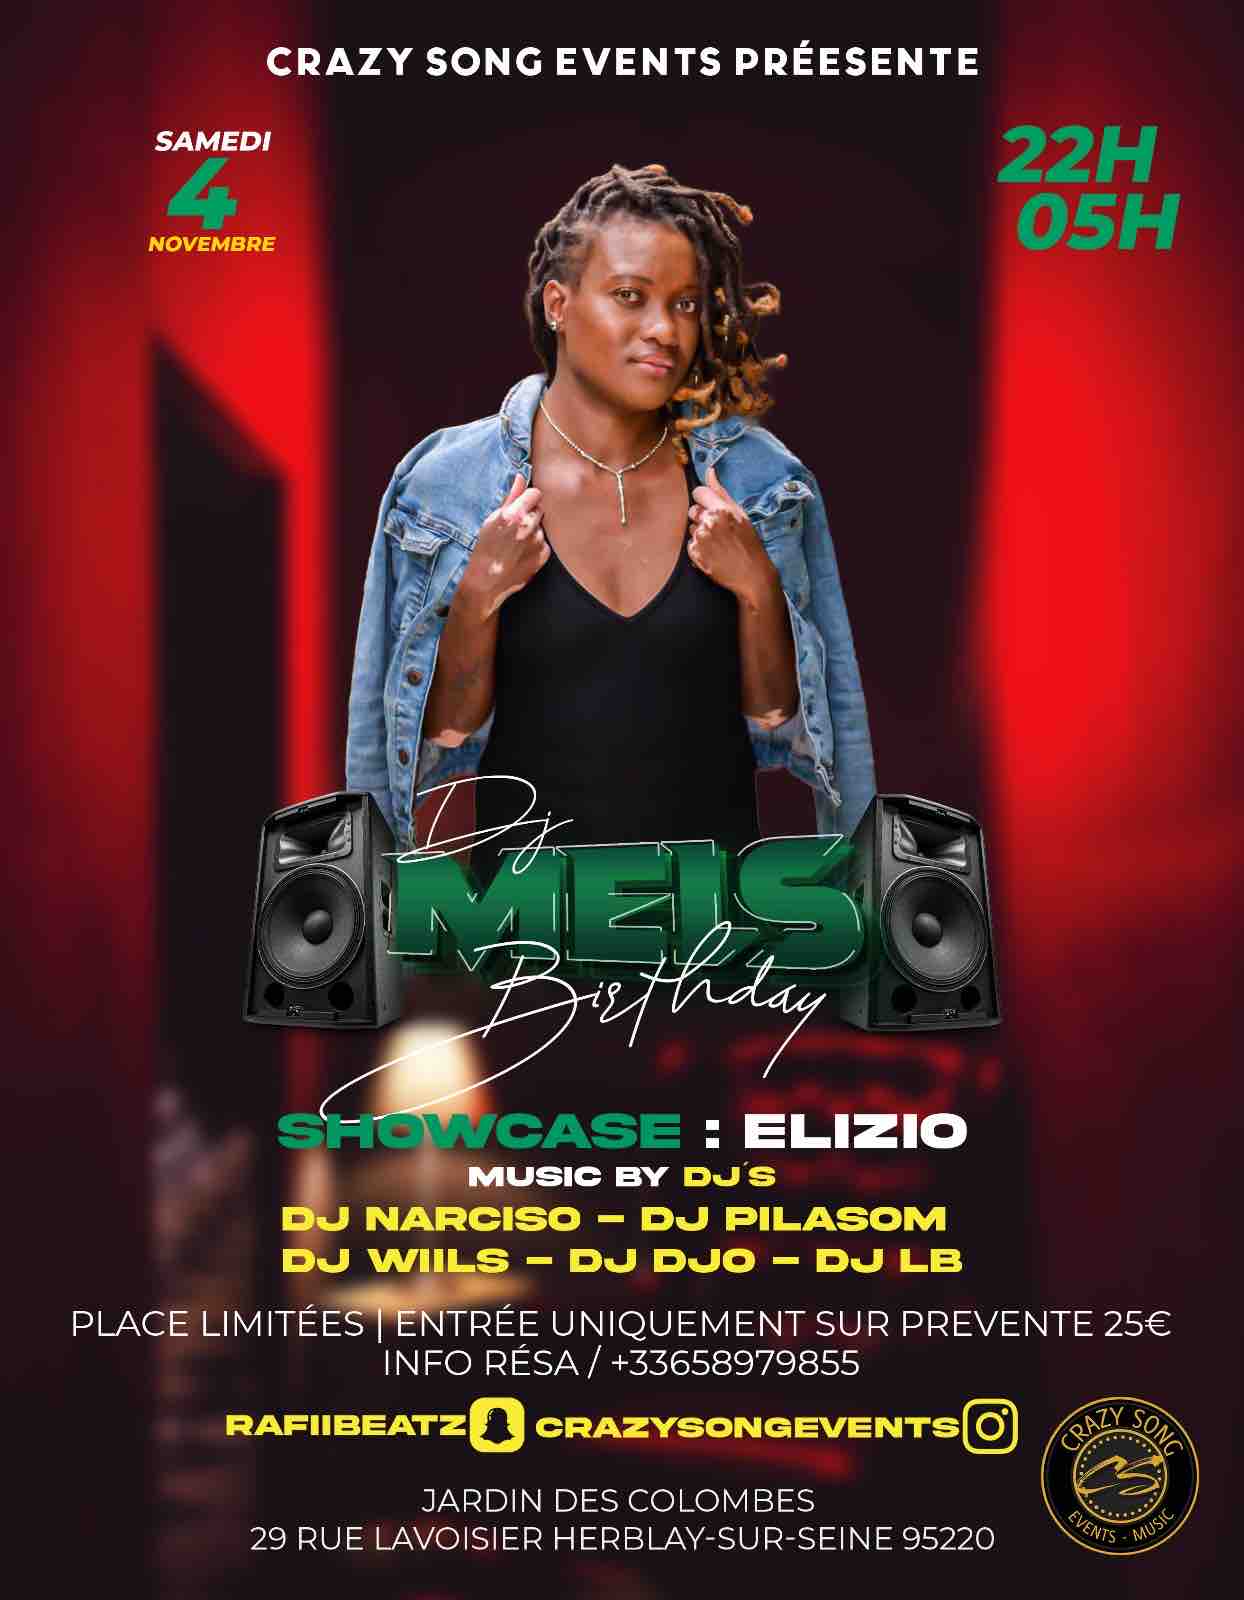 CRAZY SONG EVENTS PRÉESENTE
SAMEDI
4
NOVEMBRE
22H
05H
Dj
MEIS
Birthday
SHOWCASE : ELIZIO
MUSIC BY DJ´S
DJ NARCISO – DJ PILASOM
DJ WIILS – DJ DJO – DJ LB
PLACE LIMITÉES | ENTRÉE UNIQUEMENT SUR PREVENTE 25€
INFO RÉSA / +33658979855
RAFIIBEATZ CRAZYSONGEVENTS
JARDIN DES COLOMBES
29 RUE LAVOISIER HERBLAY-SUR-SEINE 95220
CRAZY SONG
CS
EVENTS - MUSIC